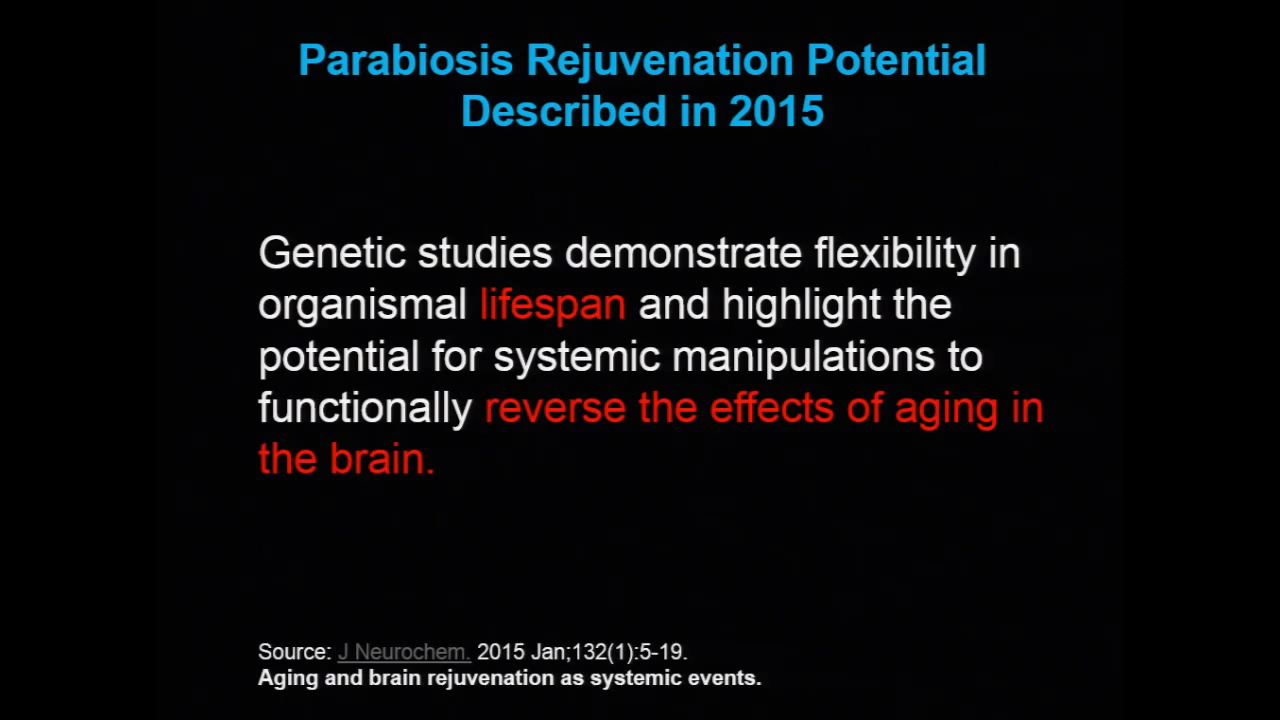 Parabiosis Rejuvenation Potential
Described in 2015
Genetic studies demonstrate flexibility in
organismal lifespan and highlight the
potential for systemic manipulations to
functionally reverse the effects of aging in
the brain.
Source: J Neurochem. 2015 Jan;132(1):5-19.
Aging and brain rejuvenation as systemic events.